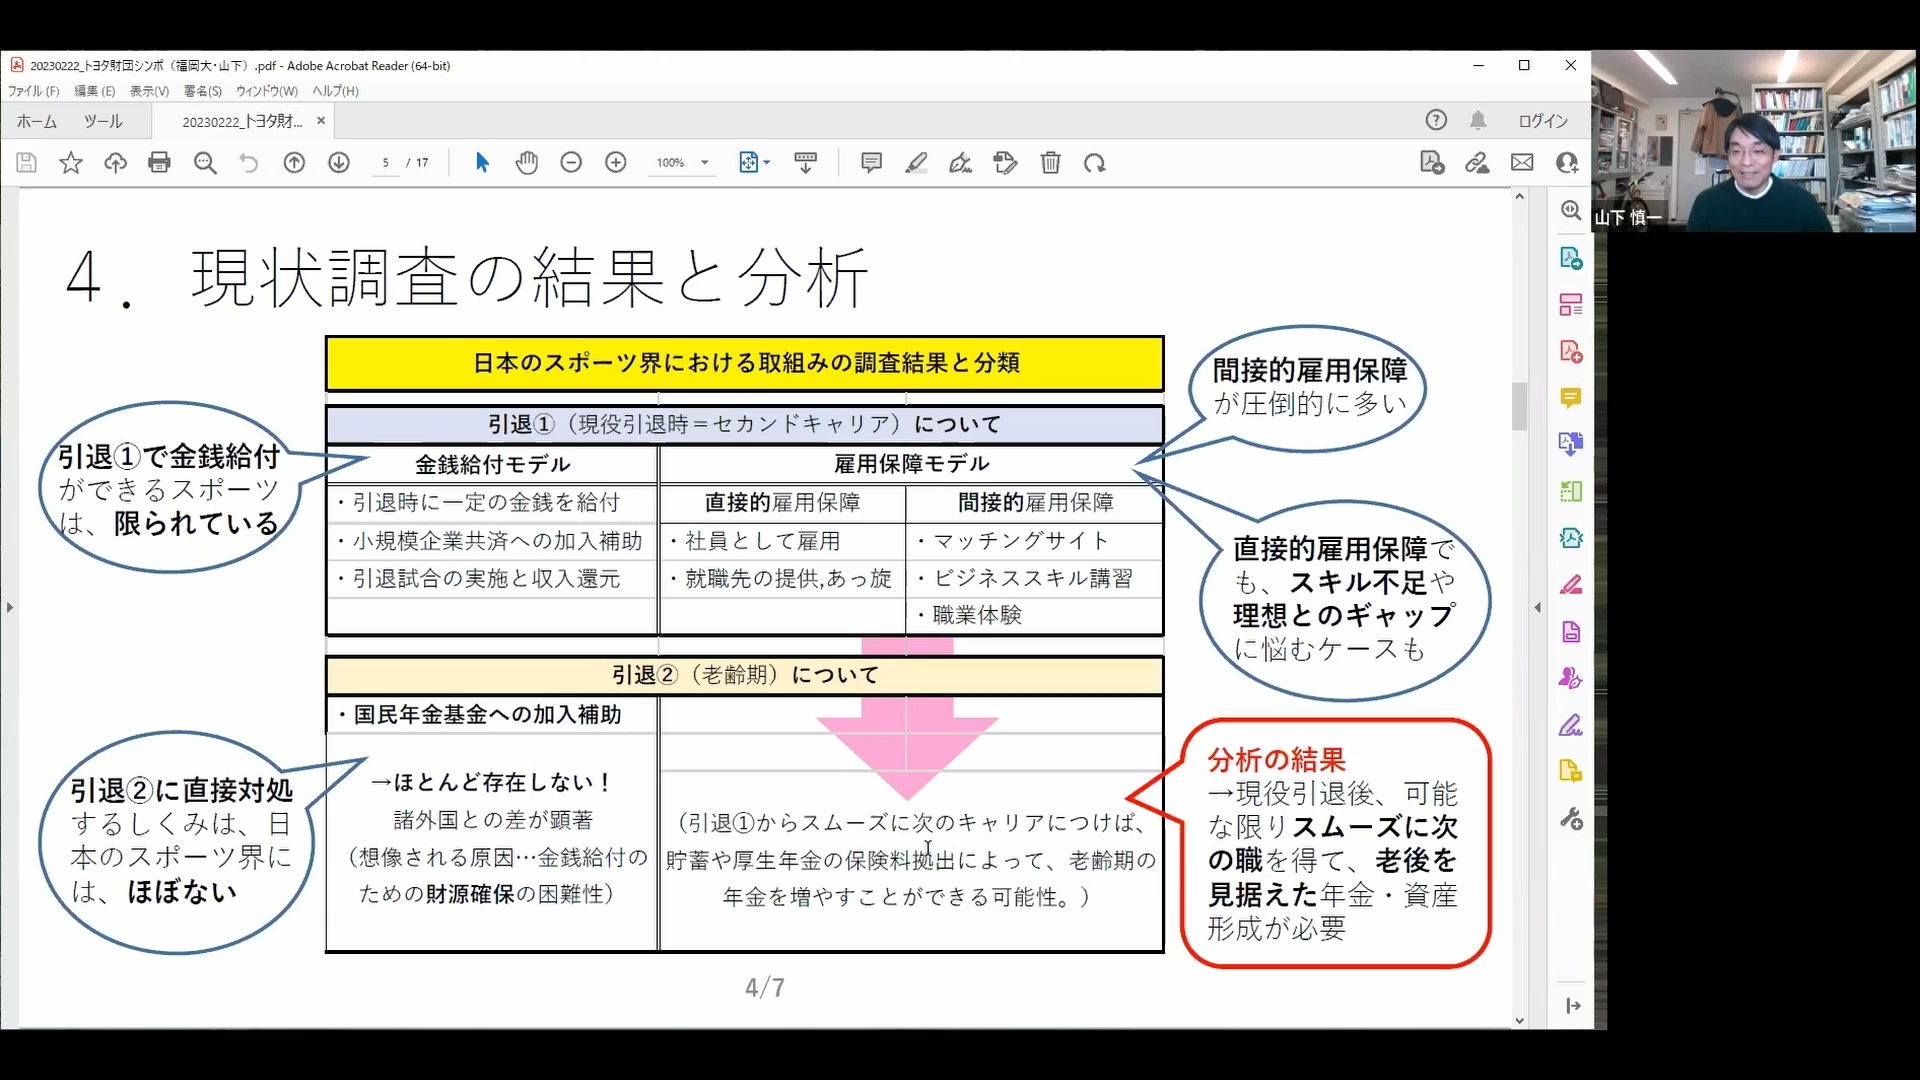 20230222_トヨタ財団シンポ（福岡大・山下）.pdf - Adobe Acrobat Reader (64-bit)
ファイル(F) 編集(E) 表示(V) 署名(S) ウィンドウ(W) ヘルプ(H)
ホーム ツール 20230222_トヨタ財... × ログイン
5 / 17 100%
山下 慎一
４． 現状調査の結果と分析
日本のスポーツ界における取組みの調査結果と分類
引退①（現役引退時＝セカンドキャリア）について
金銭給付モデル 雇用保障モデル
・引退時に一定の金銭を給付 直接的雇用保障 間接的雇用保障
・小規模企業共済への加入補助 ・社員として雇用 ・マッチングサイト
・引退試合の実施と収入還元 ・就職先の提供,あっ旋 ・ビジネススキル講習
・職業体験
引退②（老齢期）について
・国民年金基金への加入補助
→ほとんど存在しない！
諸外国との差が顕著
（想像される原因…金銭給付の
ための財源確保の困難性）
（引退①からスムーズに次のキャリアにつけば、
貯蓄や厚生年金の保険料拠出によって、老齢期の
年金を増やすことができる可能性。）
引退①で金銭給付
ができるスポーツ
は、限られている
引退②に直接対処
するしくみは、日
本のスポーツ界に
は、ほぼない
間接的雇用保障
が圧倒的に多い
直接的雇用保障で
も、スキル不足や
理想とのギャップ
に悩むケースも
分析の結果
→現役引退後、可能
な限りスムーズに次
の職を得て、老後を
見据えた年金・資産
形成が必要
4/7